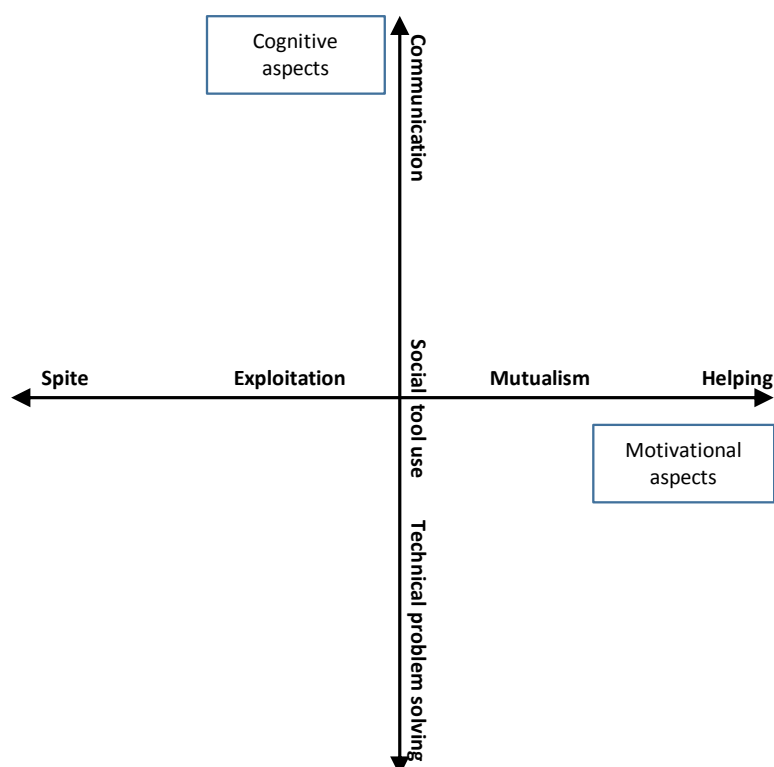 Cognitive
aspects
Communication
Spite
Exploitation
Social tool use
Mutualism
Helping
Motivational
aspects
Technical problem solving